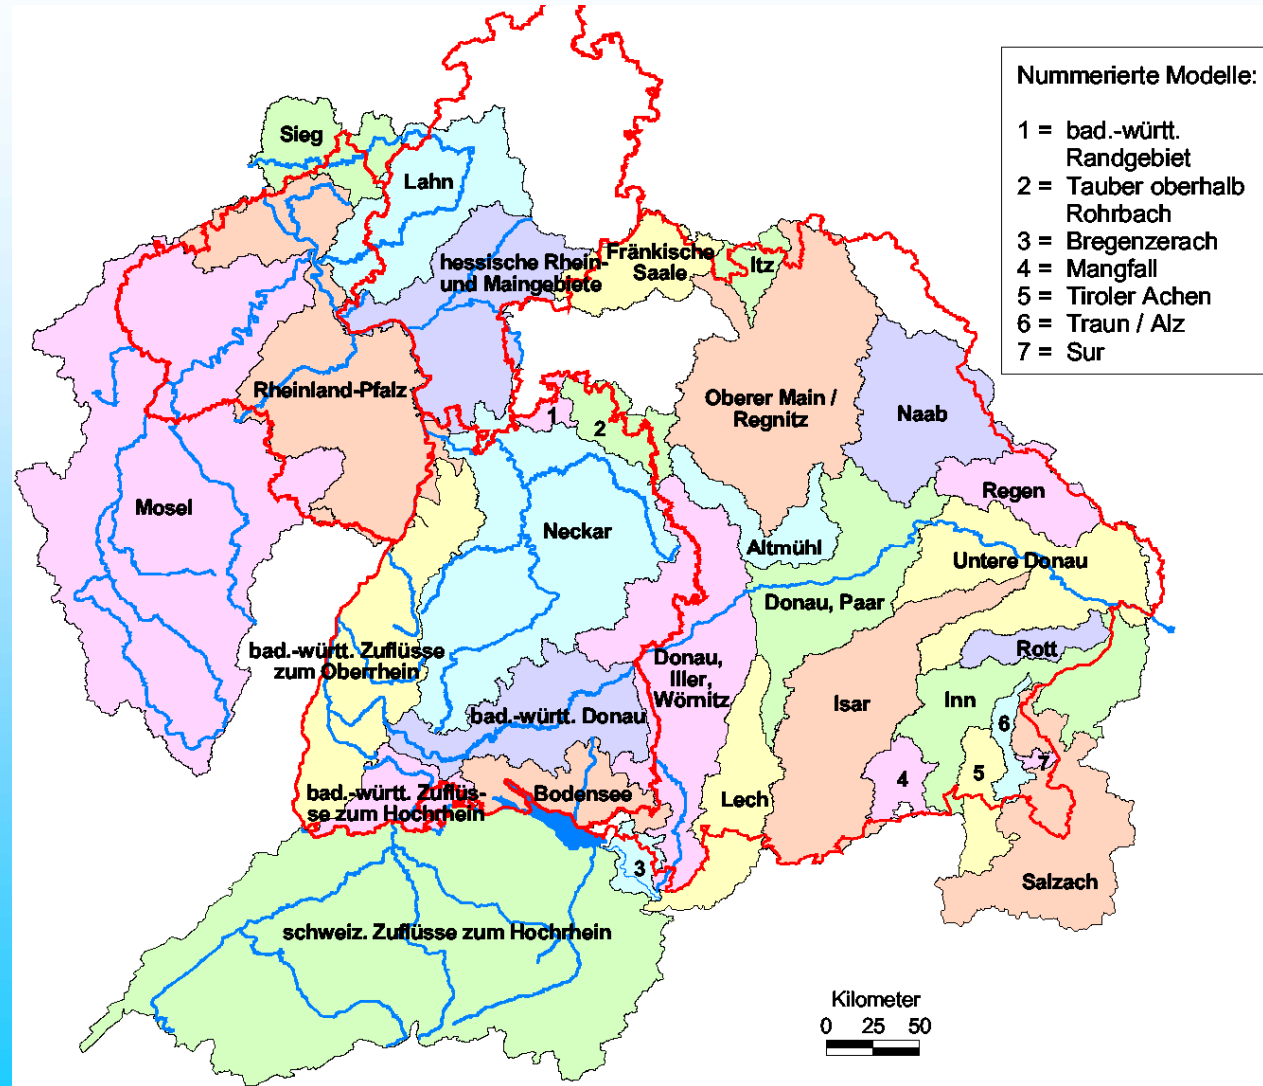 Nummerierte Modelle:
1 = bad.-württ.
Randgebiet
2 = Tauber oberhalb
Rohrbach
3 = Bregenzerach
4 = Mangfall
5 = Tiroler Achen
6 = Traun / Alz
7 = Sur
Sieg
Lahn
hessische Rhein-
und Maingebiete
Fränkische
Saale
Itz
Rheinland-Pfalz
Oberer Main /
Regnitz
Naab
1
2
Mosel
Neckar
Regen
Altmühl
Untere Donau
Donau, Paar
bad.-württ. Zuflüsse
zum Oberrhein
Donau,
Iller,
Wörnitz
Rott
Isar
Inn
bad.-württ. Donau
6
7
5
4
bad.-württ. Zuflüs-
se zum Hochrhein
Bodensee
Lech
3
Salzach
schweiz. Zuflüsse zum Hochrhein
Kilometer
0 25 50